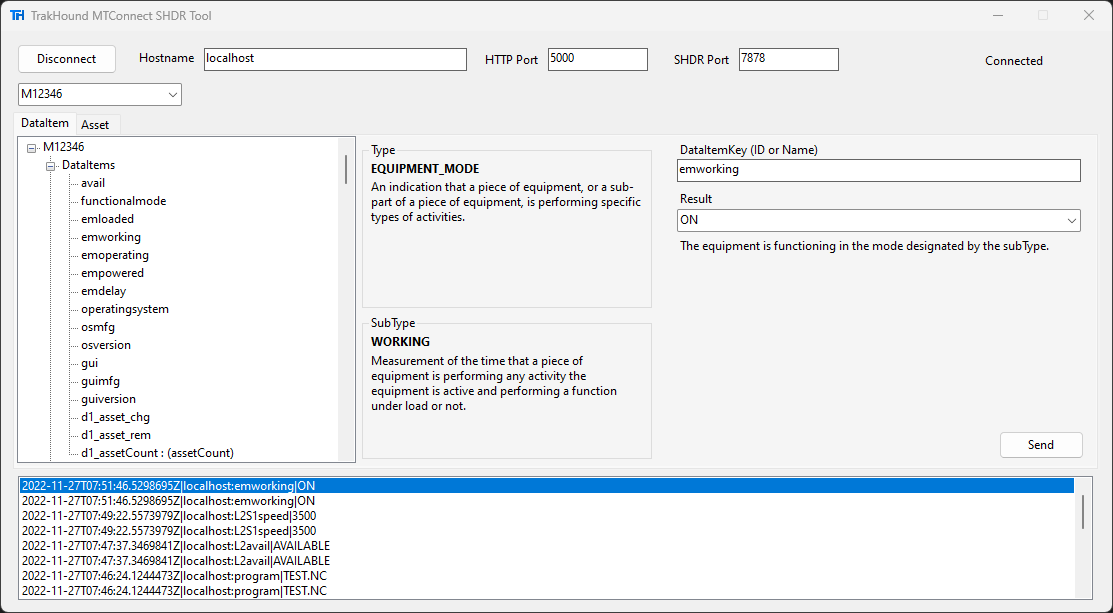 TrakHound MTConnect SHDR Tool
Disconnect
Hostname
localhost
HTTP Port
5000
SHDR Port
7878
Connected
M12346
DataItem
Asset
M12346
DataItems
avail
functionalmode
emloaded
emworking
emoperating
empowered
emdelay
operatingsystem
osmfg
osversion
gui
guimfg
guiversion
d1_asset_chg
d1_asset_rem
d1_assetCount : (assetCount)
Type
EQUIPMENT_MODE
An indication that a piece of equipment, or a sub-
part of a piece of equipment, is performing specific
types of activities.
SubType
WORKING
Measurement of the time that a piece of
equipment is performing any activity the
equipment is active and performing a function
under load or not.
DataItemKey (ID or Name)
emworking
Result
ON
The equipment is functioning in the mode designated by the subType.
Send
2022-11-27T07:51:46.5298695Z|localhost:emworking|ON
2022-11-27T07:51:46.5298695Z|localhost:emworking|ON
2022-11-27T07:49:22.5573979Z|localhost:L2S1speed|3500
2022-11-27T07:49:22.5573979Z|localhost:L2S1speed|3500
2022-11-27T07:47:37.3469841Z|localhost:L2avail|AVAILABLE
2022-11-27T07:47:37.3469841Z|localhost:L2avail|AVAILABLE
2022-11-27T07:46:24.1244473Z|localhost:program|TEST.NC
2022-11-27T07:46:24.1244473Z|localhost:program|TEST.NC